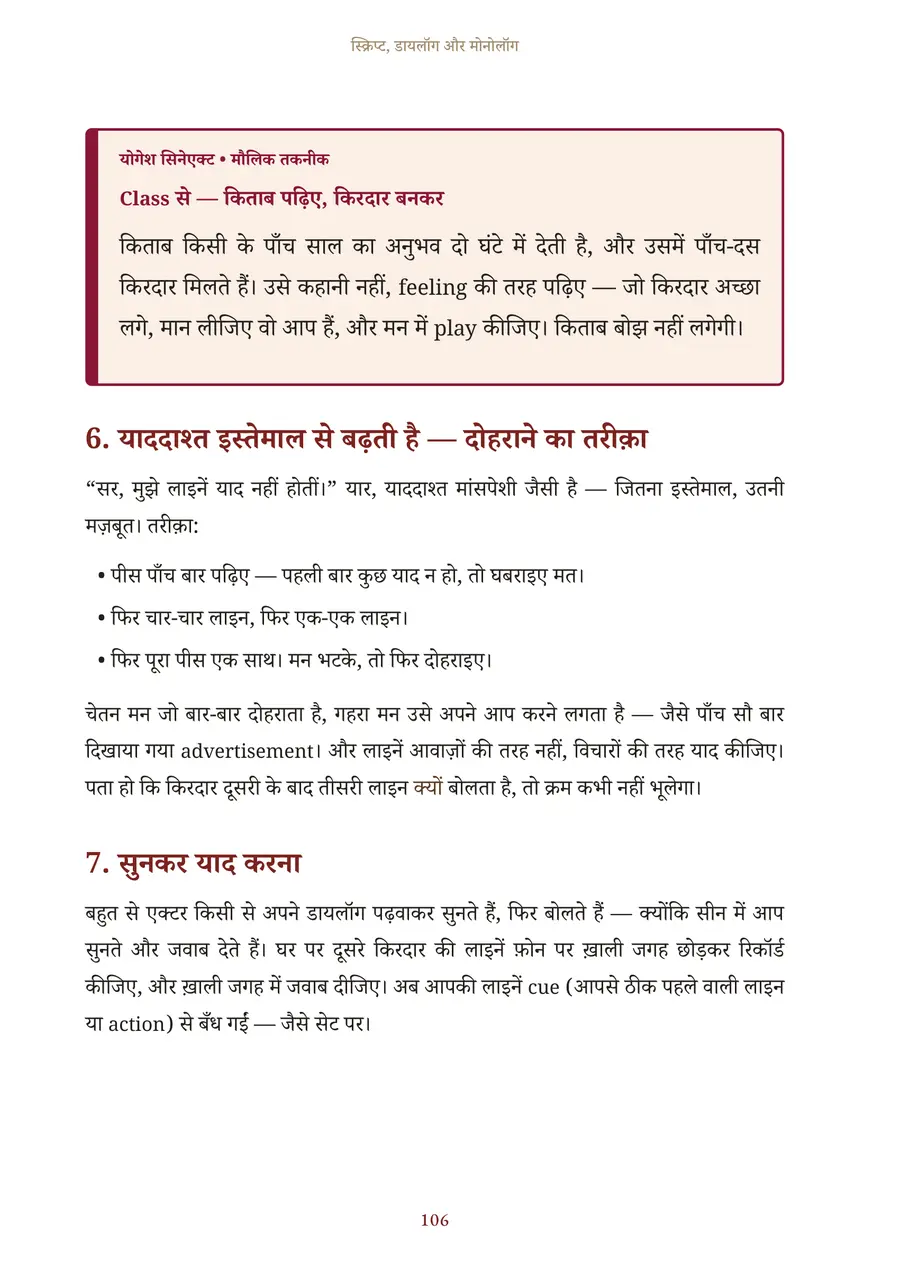 स्क्रिप्ट, डायलॉग और मोनोलॉग
योगेश सिनेएक्ट • मौलिक तकनीक
Class से — किताब पढ़िए, किरदार बनकर
किताब किसी के पाँच साल का अनुभव दो घंटे में देती है, और उसमें पाँच-दस
किरदार मिलते हैं। उसे कहानी नहीं, feeling की तरह पढ़िए — जो किरदार अच्छा
लगे, मान लीजिए वो आप हैं, और मन में play कीजिए। किताब बोझ नहीं लगेगी।
6. याददाश्त इस्तेमाल से बढ़ती है — दोहराने का तरीक़ा
“सर, मुझे लाइनें याद नहीं होतीं।” यार, याददाश्त मांसपेशी जैसी है — जितना इस्तेमाल, उतनी
मज़बूत। तरीक़ा:
• पीस पाँच बार पढ़िए — पहली बार कुछ याद न हो, तो घबराइए मत।
• फिर चार-चार लाइन, फिर एक-एक लाइन।
• फिर पूरा पीस एक साथ। मन भटके, तो फिर दोहराइए।
चेतन मन जो बार-बार दोहराता है, गहरा मन उसे अपने आप करने लगता है — जैसे पाँच सौ बार
दिखाया गया advertisement। और लाइनें आवाज़ों की तरह नहीं, विचारों की तरह याद कीजिए।
पता हो कि किरदार दूसरी के बाद तीसरी लाइन क्यों बोलता है, तो क्रम कभी नहीं भूलेगा।
7. सुनकर याद करना
बहुत से एक्टर किसी से अपने डायलॉग पढ़वाकर सुनते हैं, फिर बोलते हैं — क्योंकि सीन में आप
सुनते और जवाब देते हैं। घर पर दूसरे किरदार की लाइनें फ़ोन पर ख़ाली जगह छोड़कर रिकॉर्ड
कीजिए, और ख़ाली जगह में जवाब दीजिए। अब आपकी लाइनें cue (आपसे ठीक पहले वाली लाइन
या action) से बँध गईं — जैसे सेट पर।
106